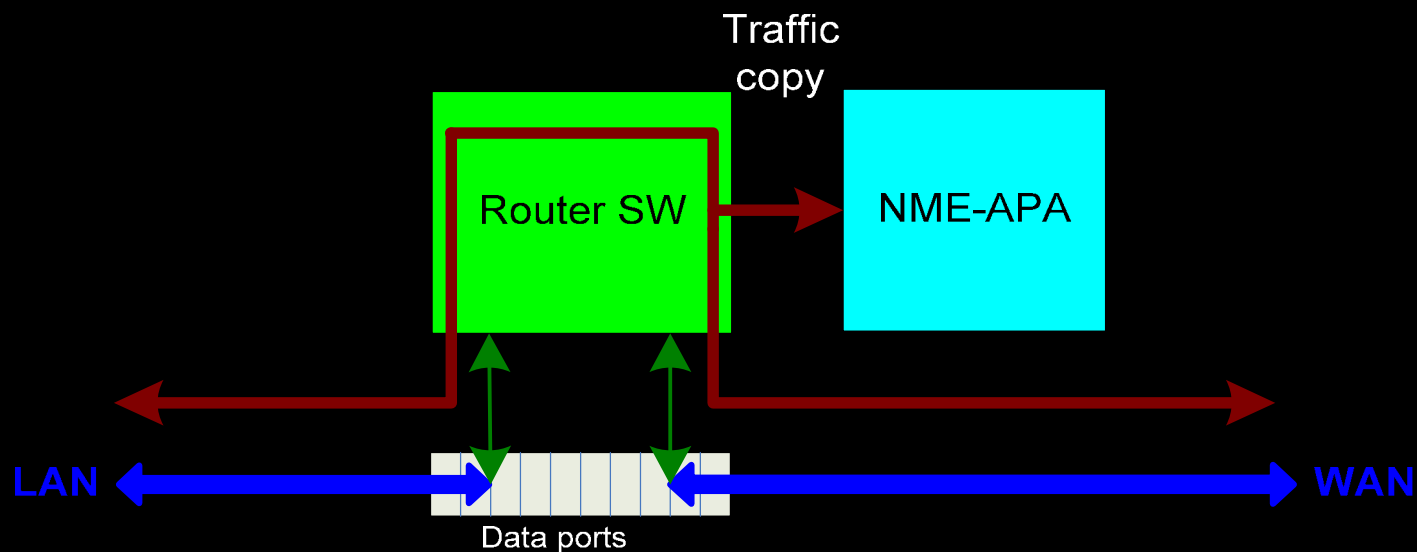 Traffic
copy
Router SW
NME-APA
LAN
WAN
Data ports